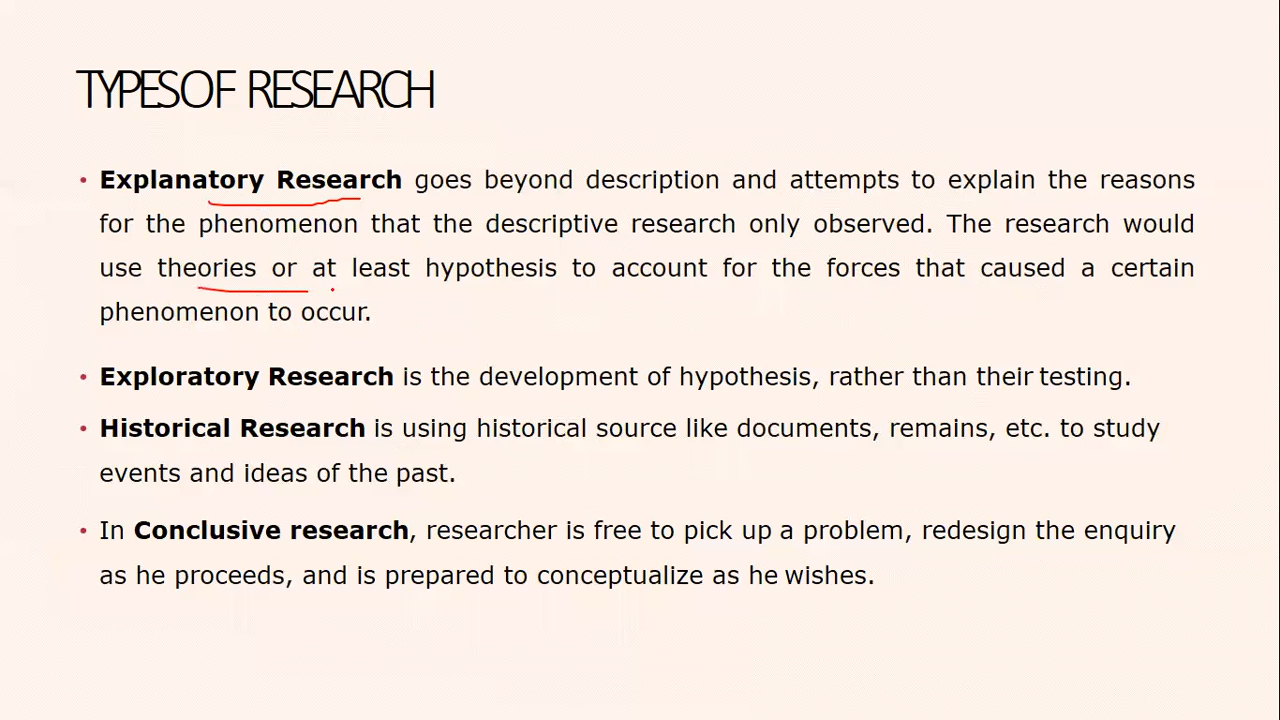 TYPES OF RESEARCH
• Explanatory Research goes beyond description and attempts to explain the reasons
for the phenomenon that the descriptive research only observed. The research would
use theories or at least hypothesis to account for the forces that caused a certain
phenomenon to occur.
• Exploratory Research is the development of hypothesis, rather than their testing.
• Historical Research is using historical source like documents, remains, etc. to study
events and ideas of the past.
• In Conclusive research, researcher is free to pick up a problem, redesign the enquiry
as he proceeds, and is prepared to conceptualize as he wishes.